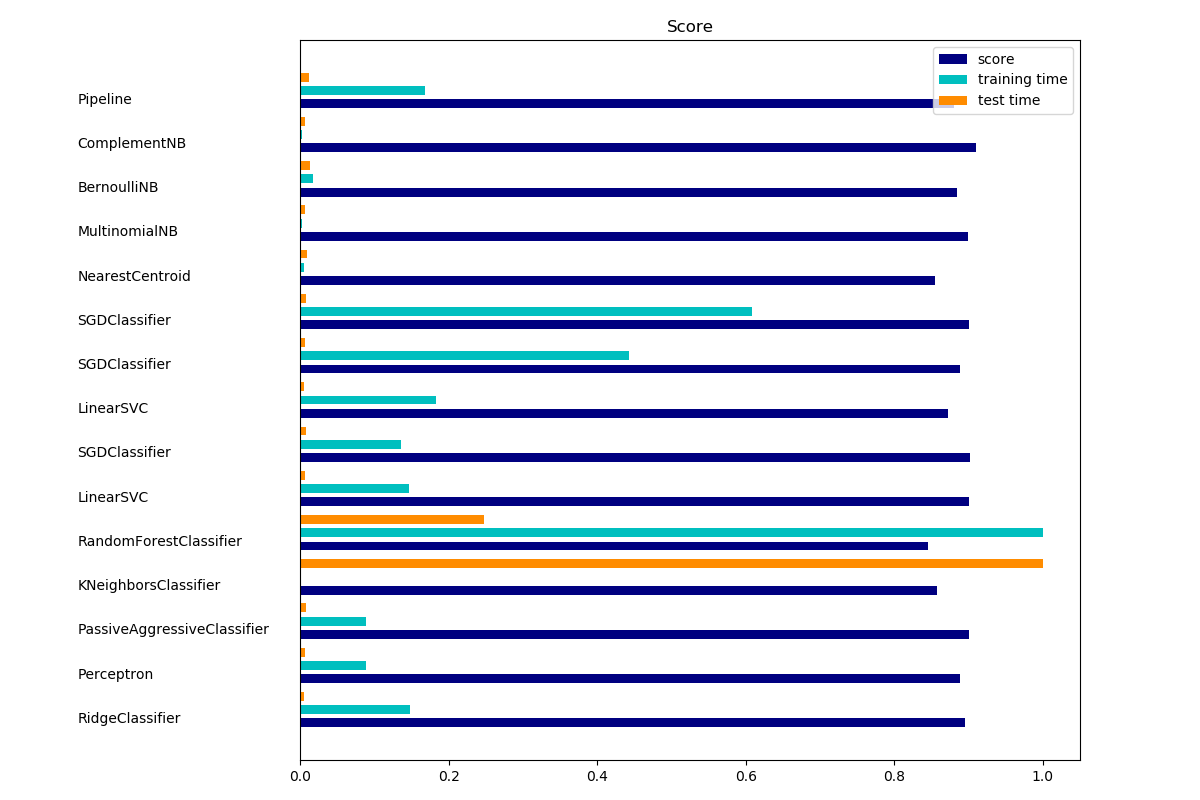 Score
score
training time
test time
Pipeline
ComplementNB
BernoulliNB
MultinomialNB
NearestCentroid
SGDClassifier
SGDClassifier
LinearSVC
SGDClassifier
LinearSVC
RandomForestClassifier
KNeighborsClassifier
PassiveAggressiveClassifier
Perceptron
RidgeClassifier
0.0 0.2 0.4 0.6 0.8 1.0